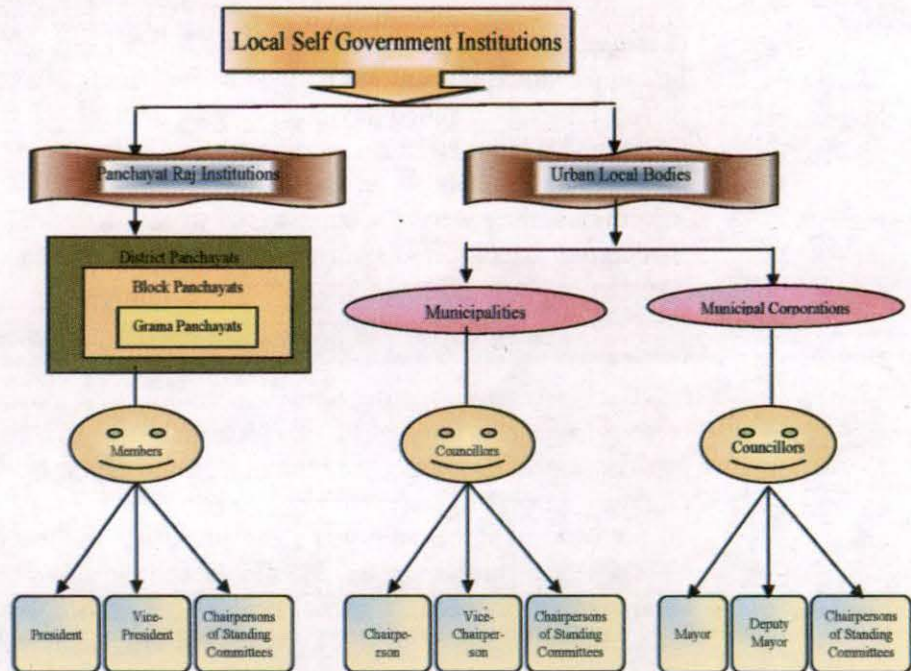 Local Self Government Institutions
Panchayat Raj Institutions
Urban Local Bodies
District Panchayats
Block Panchayats
Grama Panchayats
Municipalities
Municipal Corporations
Members
Councillors
Councillors
President
Vice-
President
Chairpersons
of Standing
Committees
Chairpe-
rson
Vice-
Chairper-
son
Chairpersons
of Standing
Committees
Mayor
Deputy
Mayor
Chairpersons
of Standing
Committees